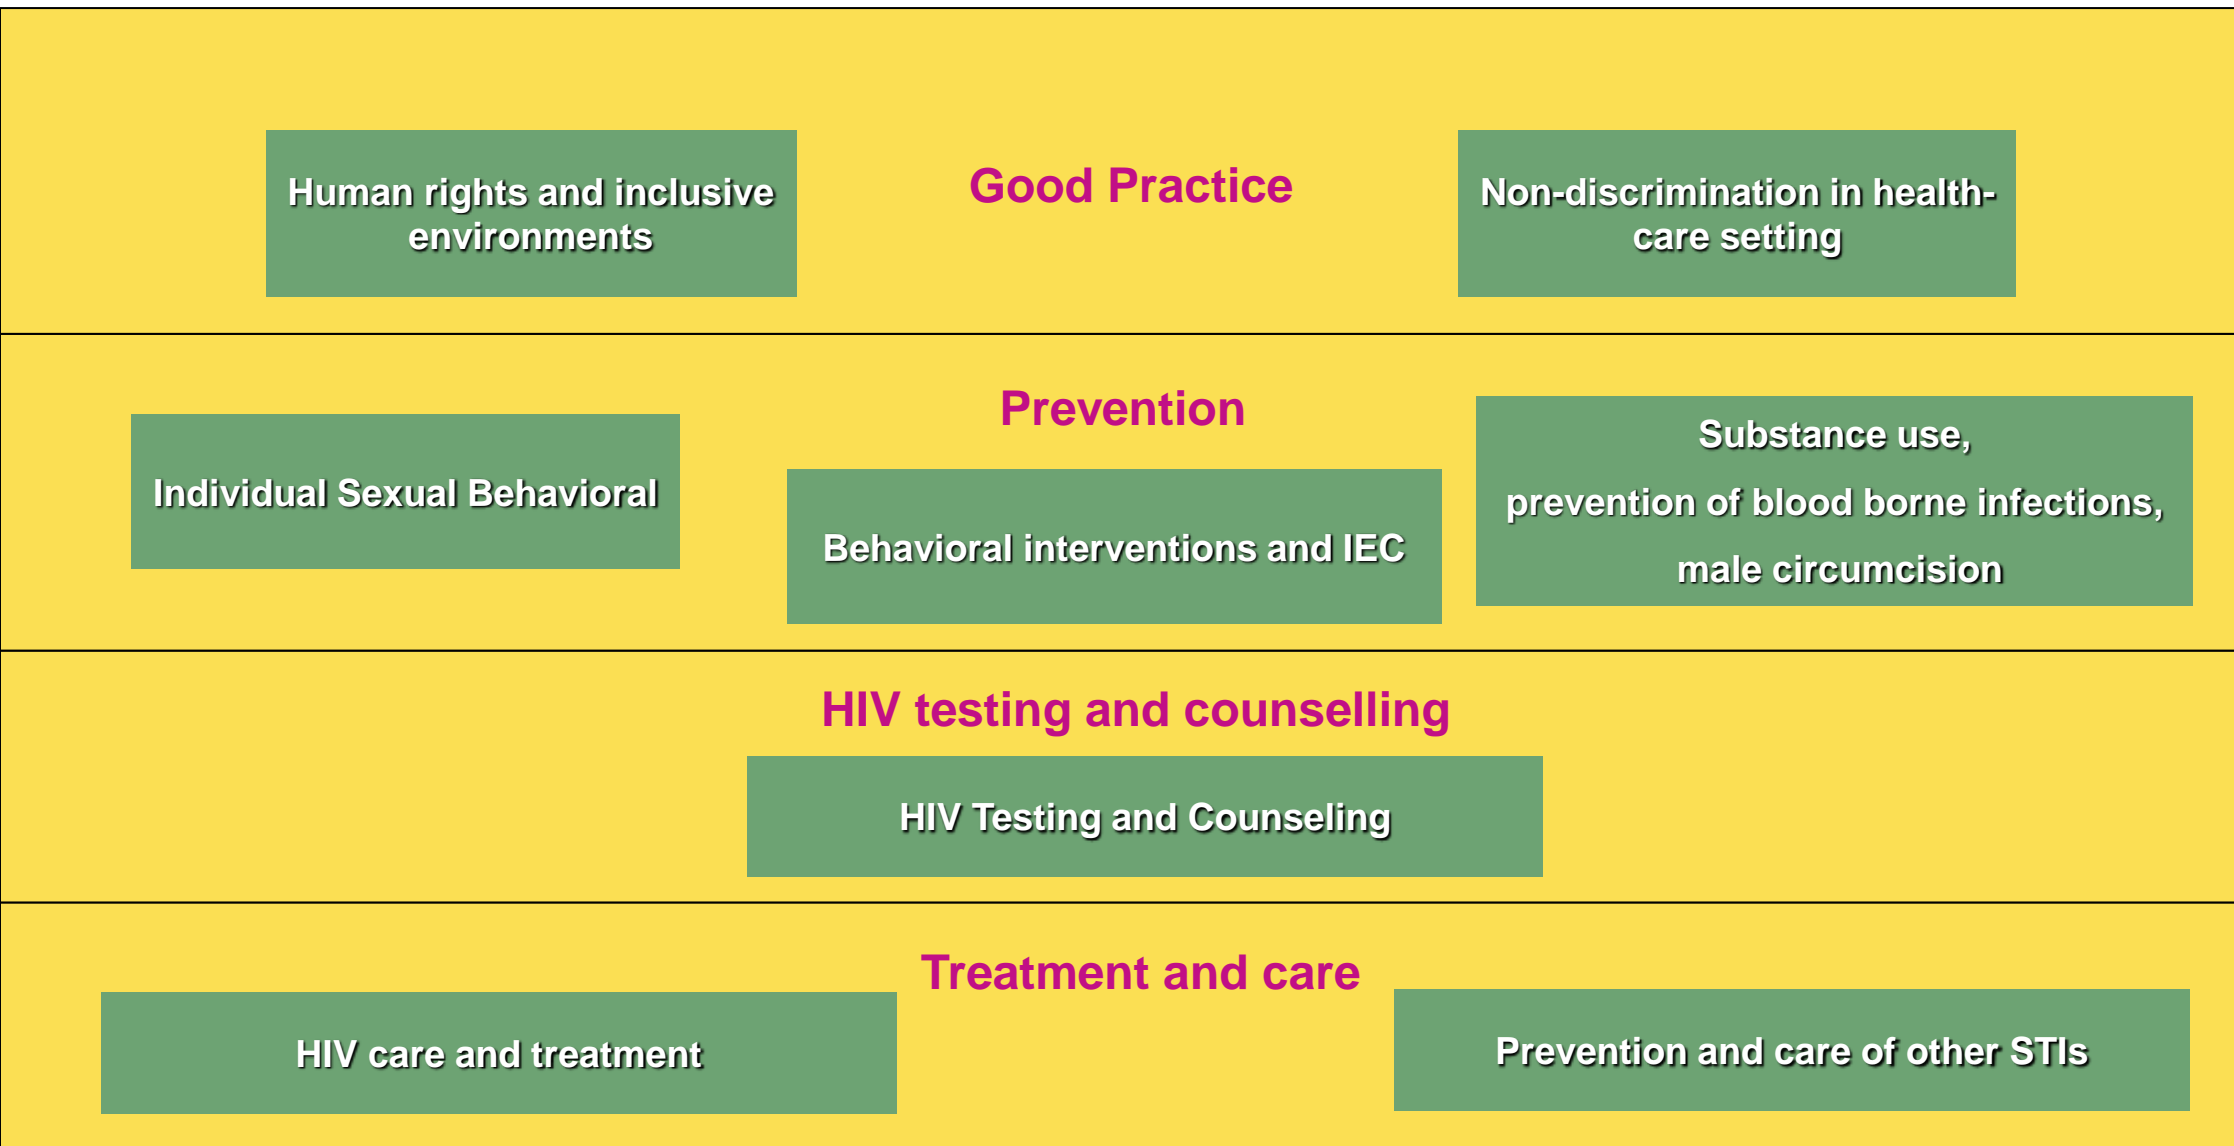 Good Practice
Human rights and inclusive
environments
Non-discrimination in health-
care setting
Prevention
Individual Sexual Behavioral
Behavioral interventions and IEC
Substance use,
prevention of blood borne infections,
male circumcision
HIV testing and counselling
HIV Testing and Counseling
Treatment and care
HIV care and treatment
Prevention and care of other STIs